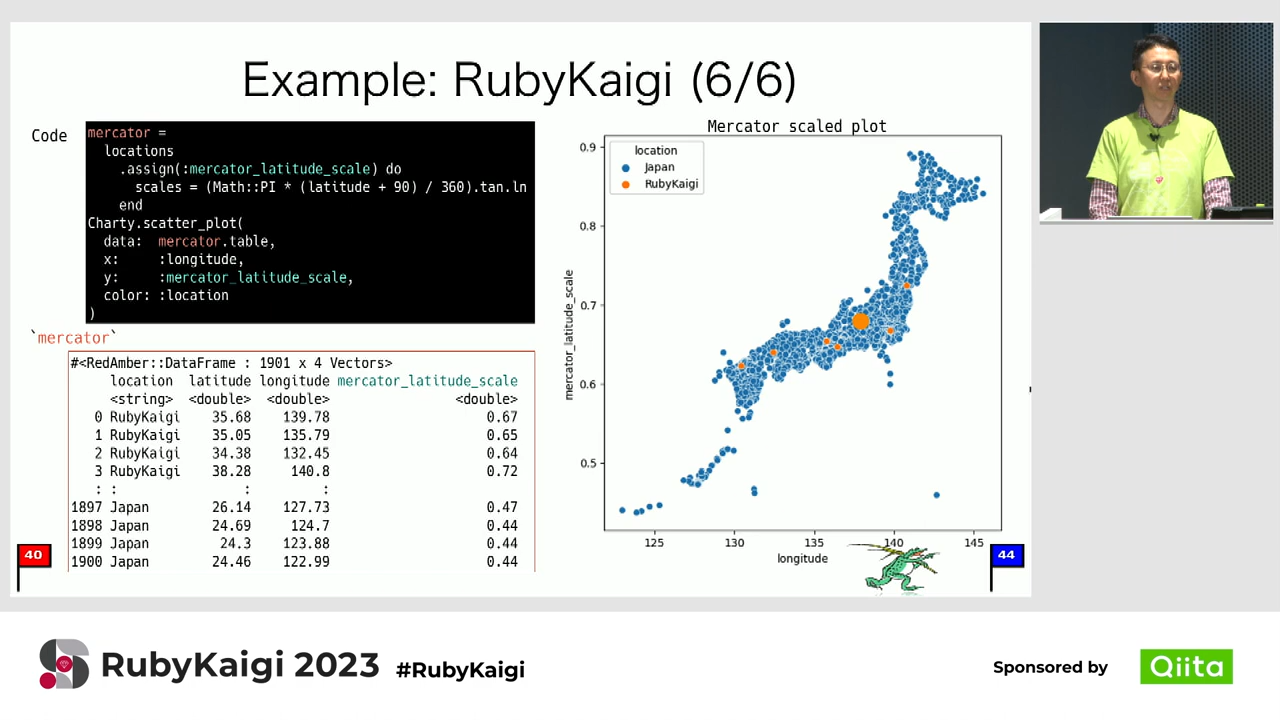 Example: RubyKaigi (6/6)
Code
mercator =
locations
.assign(:mercator_latitude_scale) do
scales = (Math::PI * (latitude + 90) / 360).tan.ln
end
Charty.scatter_plot(
data: mercator.table,
x: :longitude,
y: :mercator_latitude_scale,
color: :location
)
`mercator`
#<RedAmber::DataFrame : 1901 x 4 Vectors>
location latitude longitude mercator_latitude_scale
<string> <double> <double> <double>
0 RubyKaigi 35.68 139.78 0.67
1 RubyKaigi 35.05 135.79 0.65
2 RubyKaigi 34.38 132.45 0.64
3 RubyKaigi 38.28 140.8 0.72
: : : :
1897 Japan 26.14 127.73 0.47
1898 Japan 24.69 124.7 0.44
1899 Japan 24.3 123.88 0.44
1900 Japan 24.46 122.99 0.44
Mercator scaled plot
location
Japan
RubyKaigi
0.9
0.8
0.7
0.6
0.5
mercator_latitude_scale
125 130 135 140 145
longitude
40
44
RubyKaigi 2023 #RubyKaigi
Sponsored by Qiita